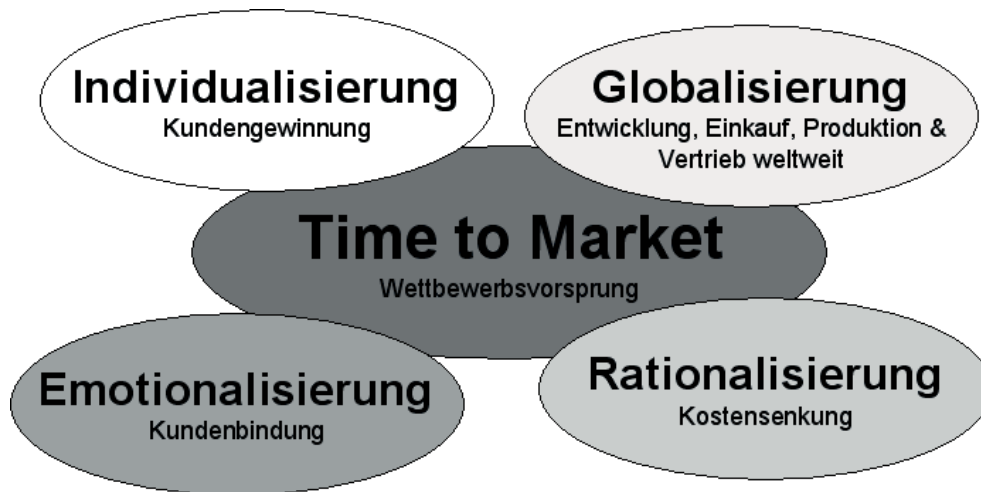 Individualisierung
Kundengewinnung
Globalisierung
Entwicklung, Einkauf, Produktion &
Vertrieb weltweit
Time to Market
Wettbewerbsvorsprung
Emotionalisierung
Kundenbindung
Rationalisierung
Kostensenkung